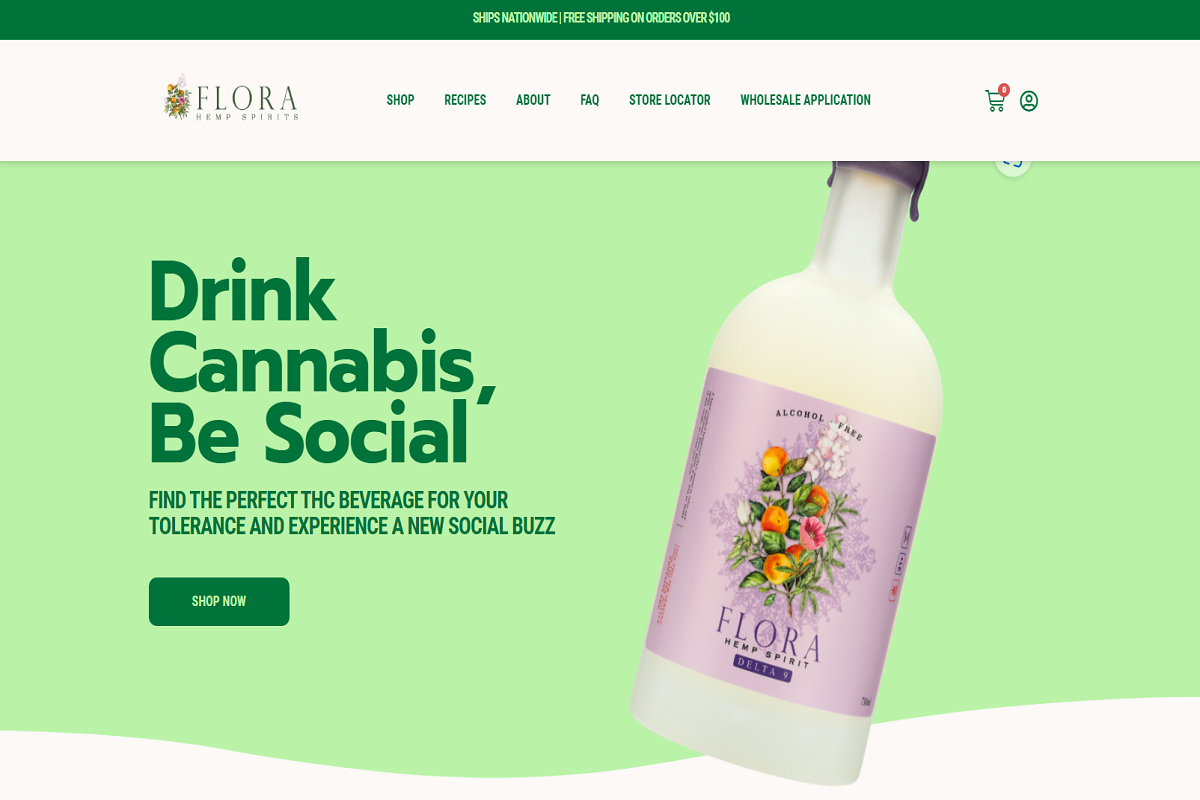 SHIPS NATIONWIDE | FREE SHIPPING ON ORDERS OVER $100
FLORA
HEMP SPIRITS
SHOP
RECIPES
ABOUT
FAQ
STORE LOCATOR
WHOLESALE APPLICATION
0
Drink
Cannabis,
Be Social
FIND THE PERFECT THC BEVERAGE FOR YOUR
TOLERANCE AND EXPERIENCE A NEW SOCIAL BUZZ
SHOP NOW
ALCOHOL FREE
FLORA
HEMP SPIRIT
DELTA 9
750ml